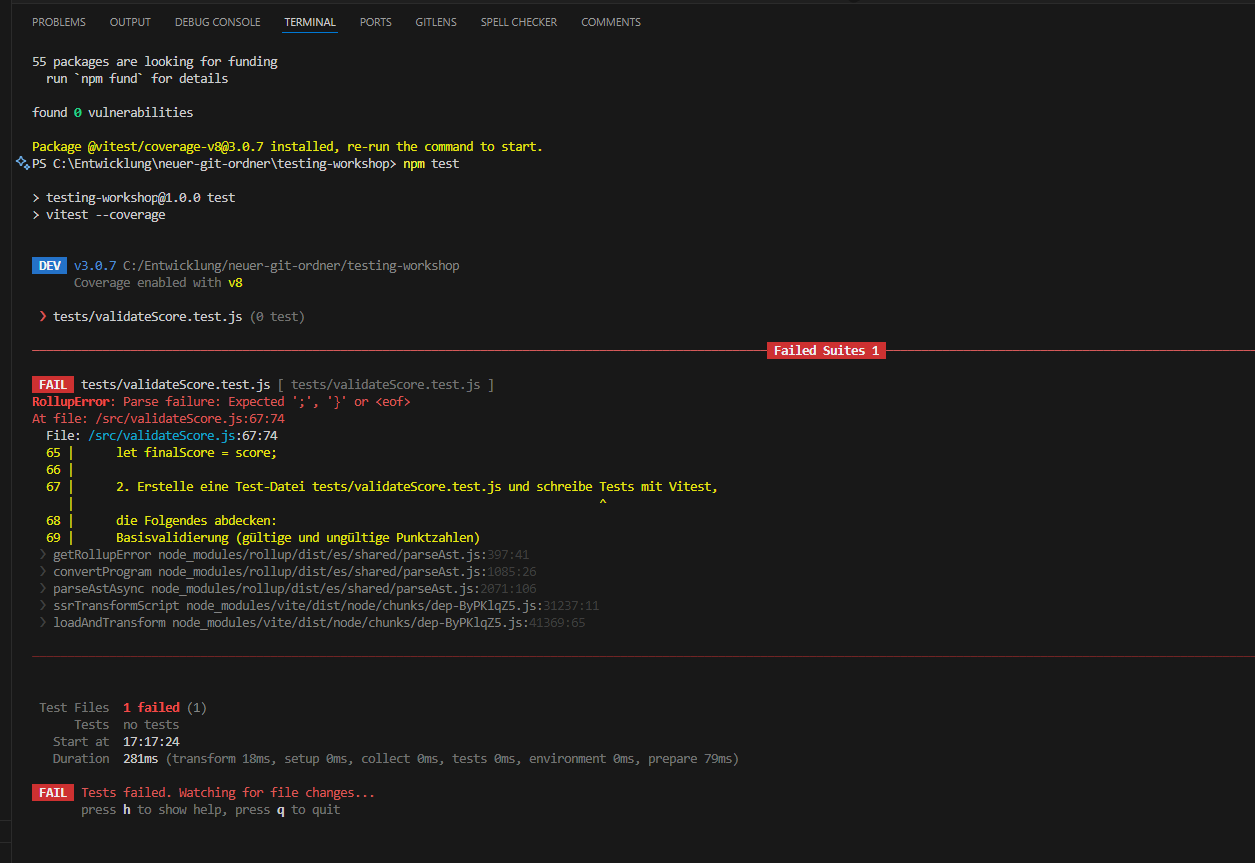 PROBLEMS OUTPUT DEBUG CONSOLE TERMINAL PORTS GITLENS SPELL CHECKER COMMENTS
55 packages are looking for funding
run `npm fund` for details
found 0 vulnerabilities
Package @vitest/coverage-v8@3.0.7 installed, re-run the command to start.
PS C:\Entwicklung\neuer-git-ordner\testing-workshop> npm test
> testing-workshop@1.0.0 test
> vitest --coverage
DEV v3.0.7 C:/Entwicklung/neuer-git-ordner/testing-workshop
Coverage enabled with v8
❯ tests/validateScore.test.js (0 test)
Failed Suites 1
FAIL tests/validateScore.test.js [ tests/validateScore.test.js ]
RollupError: Parse failure: Expected ';', '}' or <eof>
At file: /src/validateScore.js:67:74
File: /src/validateScore.js:67:74
65 | let finalScore = score;
66 |
67 | 2. Erstelle eine Test-Datei tests/validateScore.test.js und schreibe Tests mit Vitest,
| ^
68 | die Folgendes abdecken:
69 | Basisvalidierung (gültige und ungültige Punktzahlen)
❯ getRollupError node_modules/rollup/dist/es/shared/parseAst.js:397:41
❯ convertProgram node_modules/rollup/dist/es/shared/parseAst.js:1085:26
❯ parseAstAsync node_modules/rollup/dist/es/shared/parseAst.js:2071:106
❯ ssrTransformScript node_modules/vite/dist/node/chunks/dep-ByPKlqZ5.js:31237:11
❯ loadAndTransform node_modules/vite/dist/node/chunks/dep-ByPKlqZ5.js:41369:65
Test Files 1 failed (1)
Tests no tests
Start at 17:17:24
Duration 281ms (transform 18ms, setup 0ms, collect 0ms, tests 0ms, environment 0ms, prepare 79ms)
FAIL Tests failed. Watching for file changes...
press h to show help, press q to quit